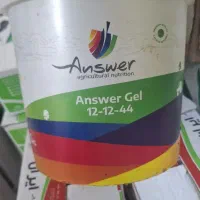 Answer
agricultural nutrition
Answer Gel
12-12-44